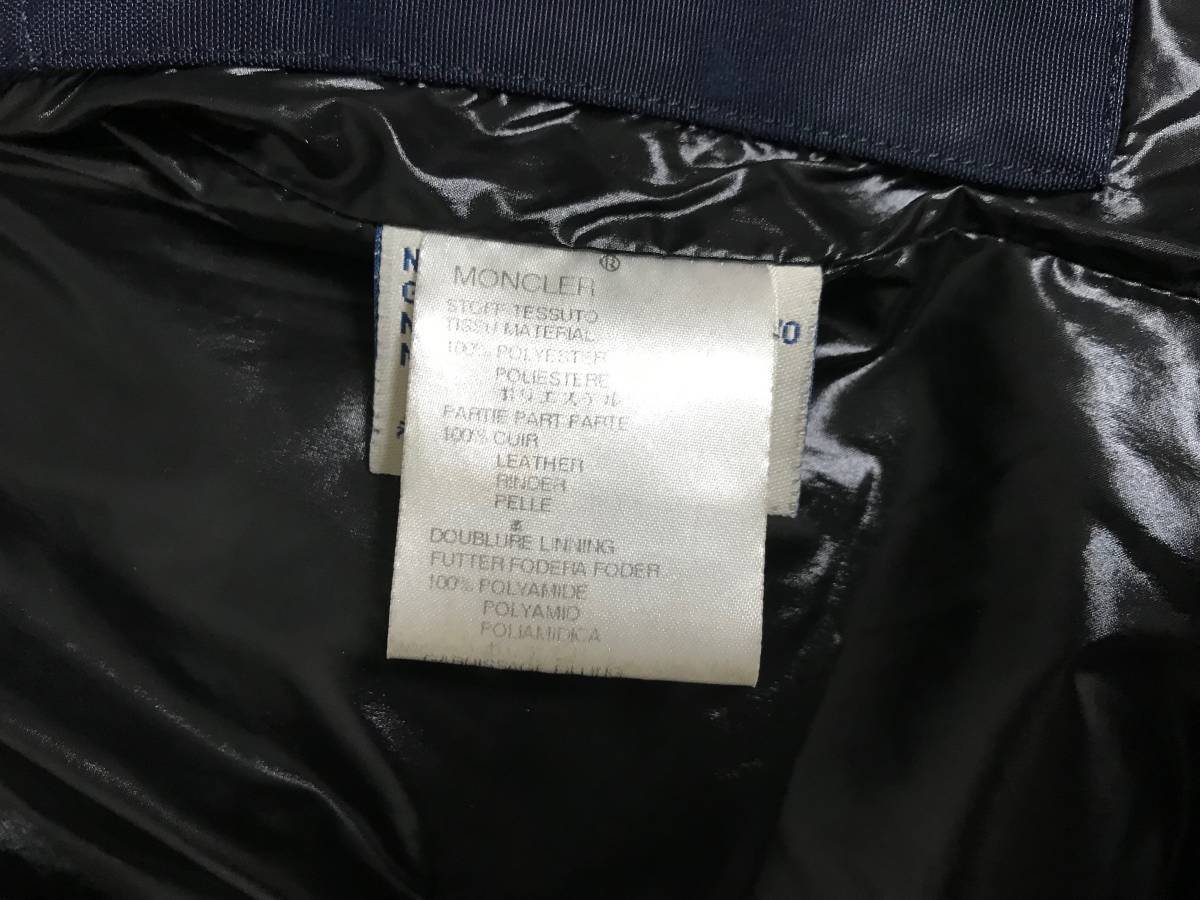 MONCLER®
STOFF TESSUTO
TISSU MATERIAL
100% POLYESTER
POLIESTERE
ポリエステル
PARTIE PART PARTE
100% CUIR
LEATHER
RINDER
PELLE
DOUBLURE LINNING
FUTTER FODERA FODER
100% POLYAMIDE
POLYAMID
POLIAMIDICA